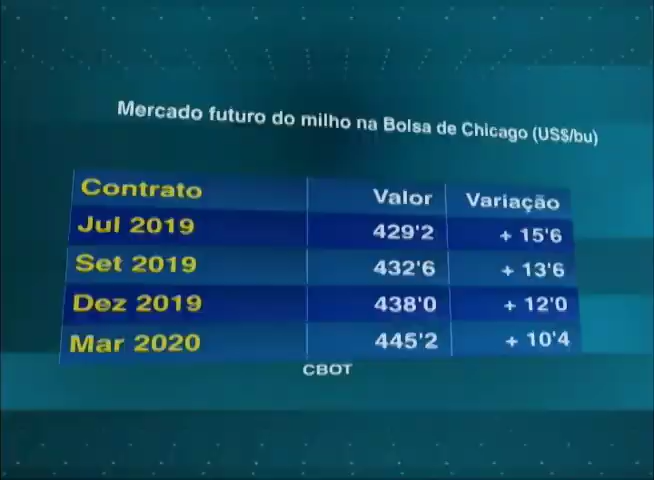 Mercado futuro do milho na Bolsa de Chicago (US$/bu)
Contrato Valor Variação
Jul 2019 429'2 + 15'6
Set 2019 432'6 + 13'6
Dez 2019 438'0 + 12'0
Mar 2020 445'2 + 10'4
CBOT